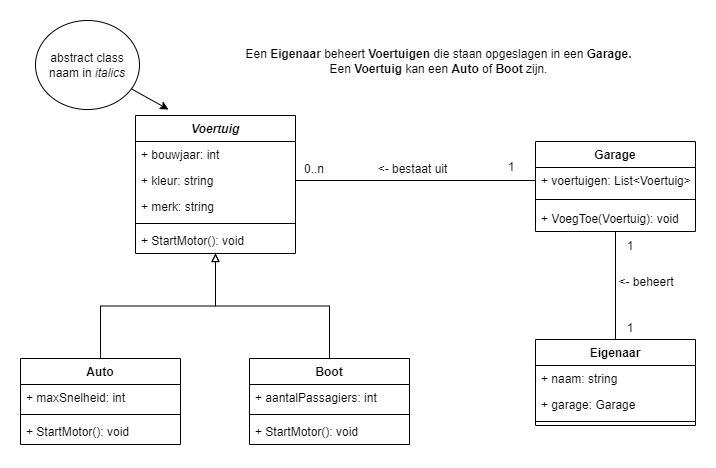 abstract class
naam in italics
Een Eigenaar beheert Voertuigen die staan opgeslagen in een Garage.
Een Voertuig kan een Auto of Boot zijn.
Voertuig
+ bouwjaar: int
+ kleur: string
+ merk: string
+ StartMotor(): void
0..n
<- bestaat uit
1
Garage
+ voertuigen: List<Voertuig>
+ VoegToe(Voertuig): void
1
<- beheert
1
Eigenaar
+ naam: string
+ garage: Garage
Auto
+ maxSnelheid: int
+ StartMotor(): void
Boot
+ aantalPassagiers: int
+ StartMotor(): void